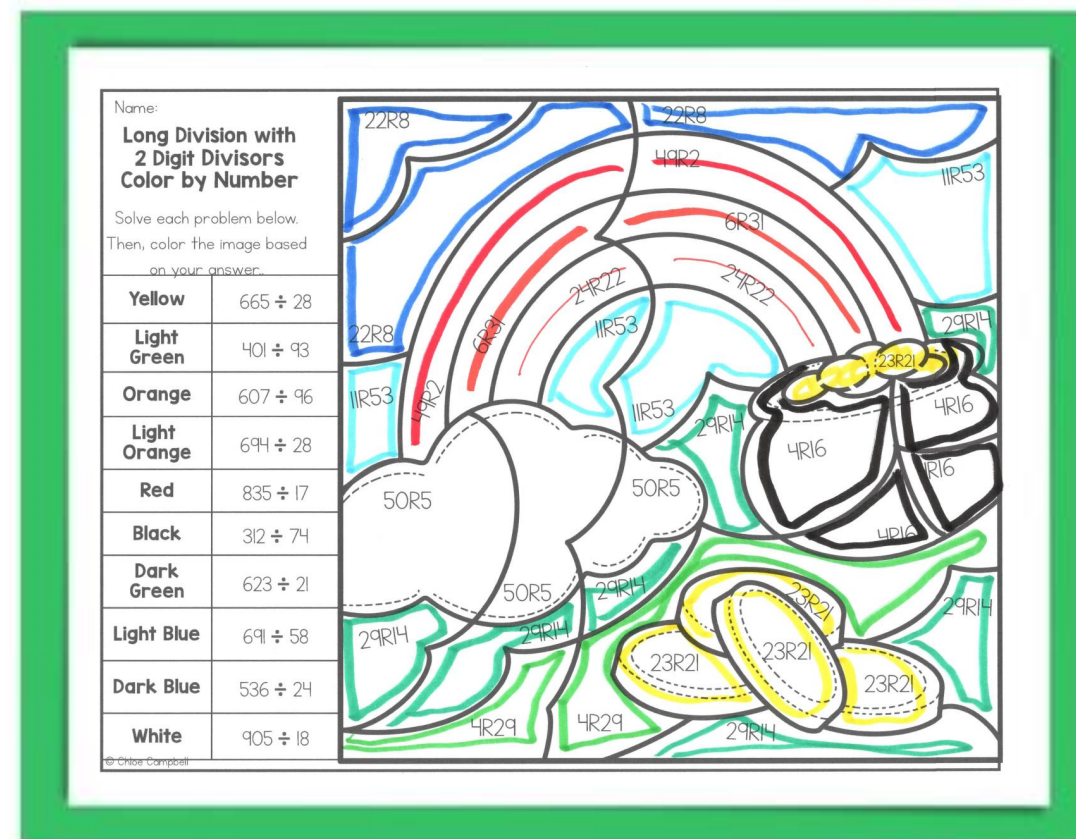 Name:
Long Division with
2 Digit Divisors
Color by Number
Solve each problem below.
Then, color the image based
on your answer.
Yellow 665 ÷ 28
Light Green 401 ÷ 93
Orange 607 ÷ 96
Light Orange 694 ÷ 28
Red 835 ÷ 17
Black 312 ÷ 74
Dark Green 623 ÷ 21
Light Blue 691 ÷ 58
Dark Blue 536 ÷ 24
White 905 ÷ 18
© Chloe Campbell
22R8
22R8
49R2
11R53
6R31
24R22
24R22
11R53
29R14
22R8
6R31
23R21
11R53
49R2
11R53
4R16
29R14
4R16
R16
50R5
50R5
4R16
50R5
29R14
23R21
29R14
29R14
29R14
23R21
23R21
23R21
4R29
4R29
29R14